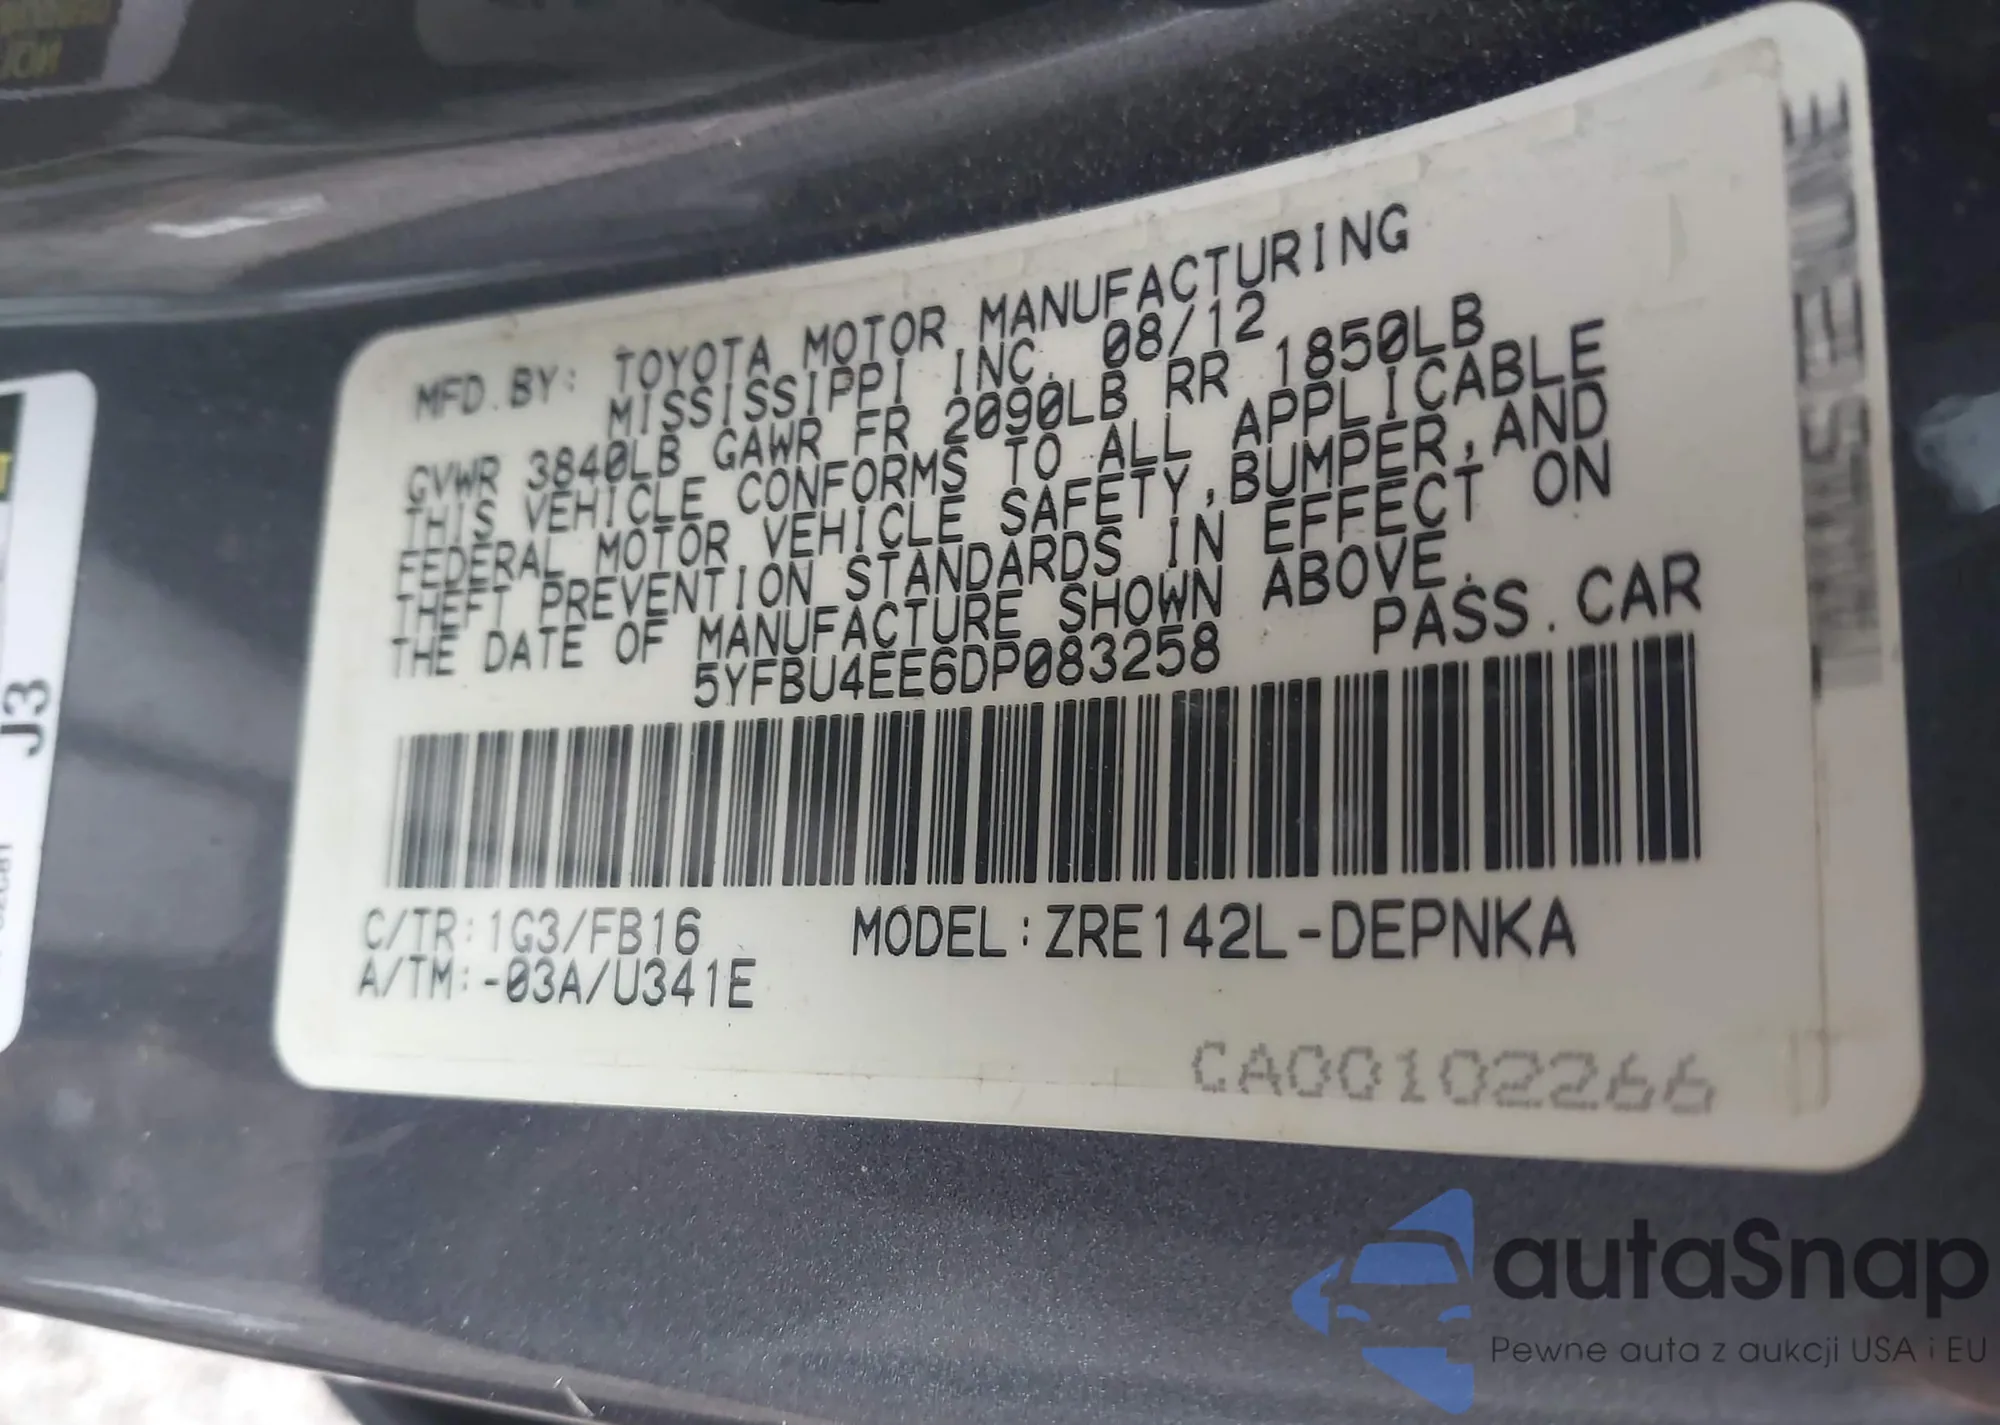 MFD.BY: TOYOTA MOTOR MANUFACTURING
MISSISSIPPI INC. 08/12
GVWR 3840LB GAWR FR 2090LB RR 1850LB
THIS VEHICLE CONFORMS TO ALL APPLICABLE
FEDERAL MOTOR VEHICLE SAFETY,BUMPER,AND
THEFT PREVENTION STANDARDS IN EFFECT ON
THE DATE OF MANUFACTURE SHOWN ABOVE.
5YFBU4EE6DP083258 PASS.CAR
C/TR:1G3/FB16 MODEL:ZRE142L-DEPNKA
A/TM:-03A/U341E
CA00102266
J3
autaSnap
Pewne auta z aukcji USA i EU